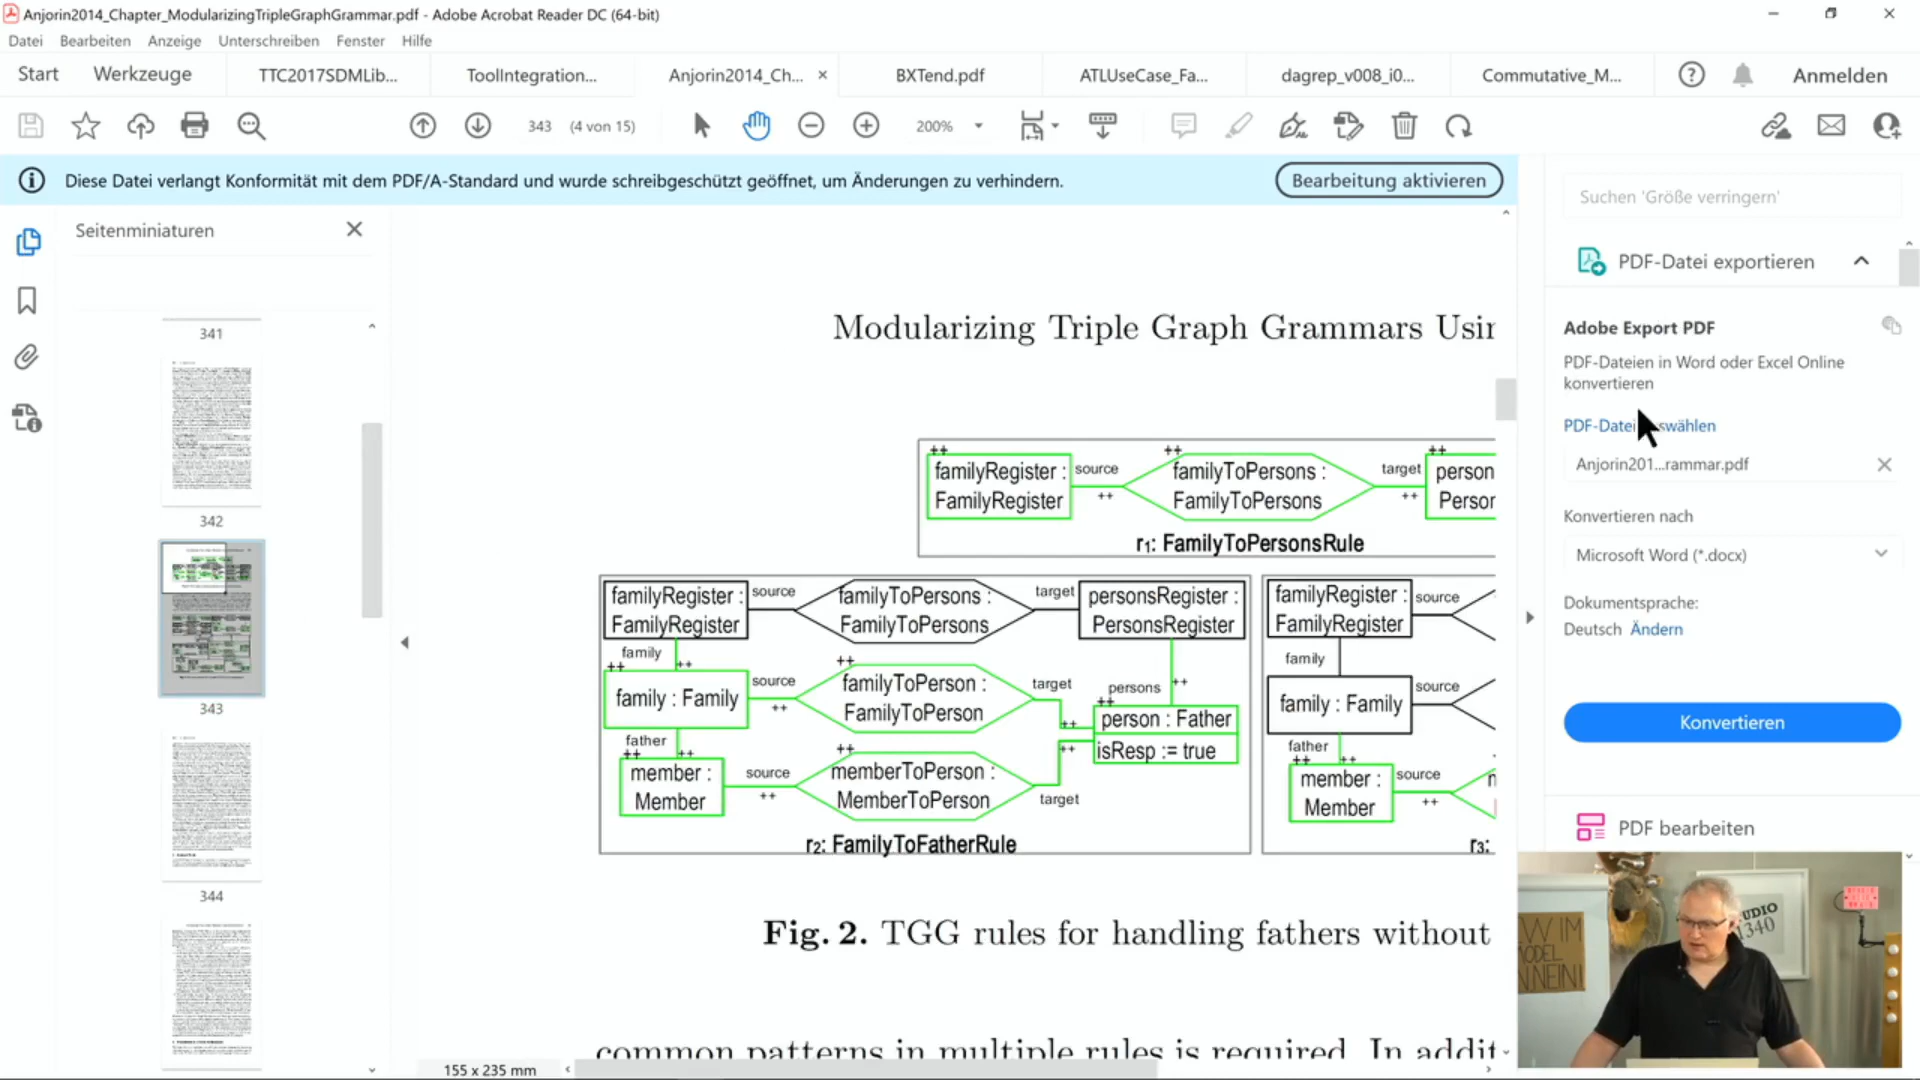 Anjorin2014_Chapter_ModularizingTripleGraphGrammar.pdf - Adobe Acrobat Reader DC (64-bit)
Datei Bearbeiten Anzeige Unterschreiben Fenster Hilfe
Start Werkzeuge TTC2017SDMLib... ToolIntegration... Anjorin2014_Ch... × BXTend.pdf ATLUseCase_Fa... dagrep_v008_i0... Commutative_M... Anmelden
343 (4 von 15) 200%
Diese Datei verlangt Konformität mit dem PDF/A-Standard und wurde schreibgeschützt geöffnet, um Änderungen zu verhindern. Bearbeitung aktivieren
Seitenminiaturen
341
342
343
344
Modularizing Triple Graph Grammars Usin
++ ++ ++
familyRegister : source familyToPersons : target person
FamilyRegister ++ FamilyToPersons ++ Person
r₁: FamilyToPersonsRule
familyRegister : source familyToPersons : target personsRegister :
FamilyRegister FamilyToPersons PersonsRegister
family
++ ++ ++
family : Family source ++ familyToPerson : target persons ++
FamilyToPerson ++ ++
person : Father
father
++ ++ ++ ++ isResp := true
member : source memberToPerson :
Member ++ MemberToPerson target
r₂: FamilyToFatherRule
familyRegister : source
FamilyRegister
family
family : Family source
father
++ ++
member : source
Member ++
r₃:
Fig. 2. TGG rules for handling fathers without
common patterns in multiple rules is required. In addit
155 x 235 mm
Suchen 'Größe verringern'
PDF-Datei exportieren
Adobe Export PDF
PDF-Dateien in Word oder Excel Online
konvertieren
PDF-Datei swählen
Anjorin201...rammar.pdf
Konvertieren nach
Microsoft Word (*.docx)
Dokumentsprache:
Deutsch Ändern
Konvertieren
PDF bearbeiten